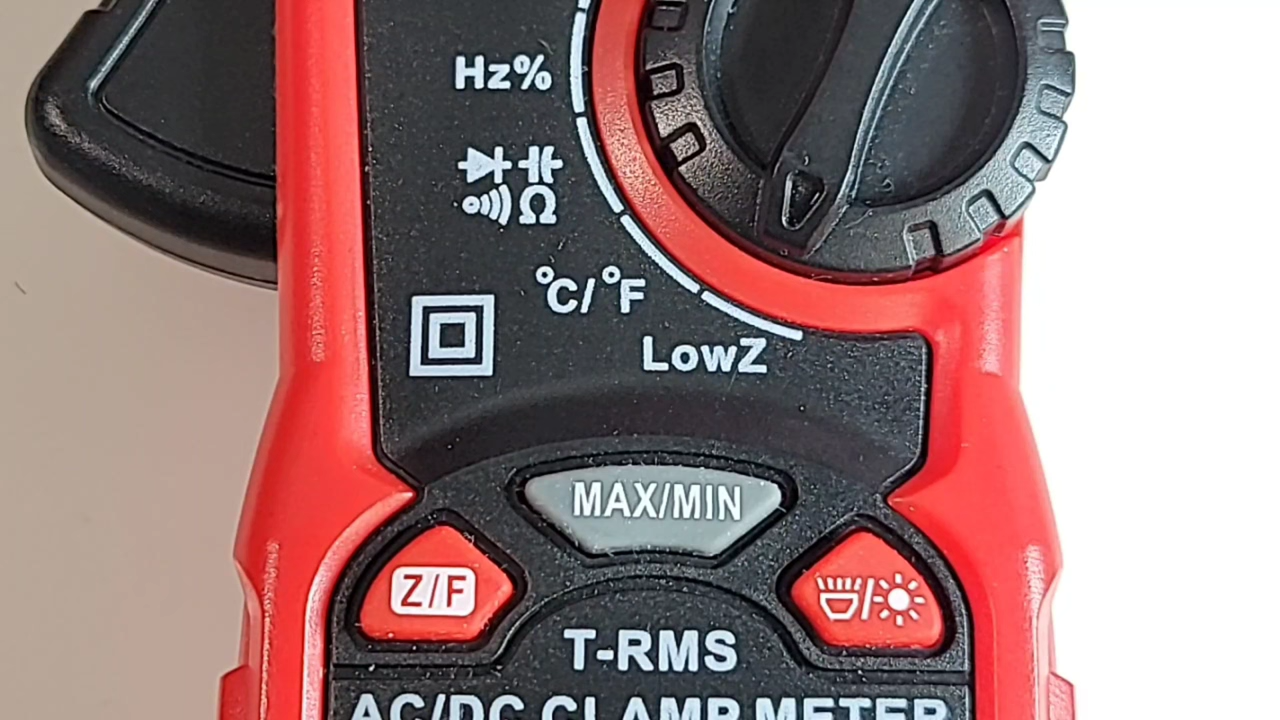 Hz%
Ω
°C/°F
LowZ
MAX/MIN
Z/F
T-RMS
AC/DC CLAMP METER